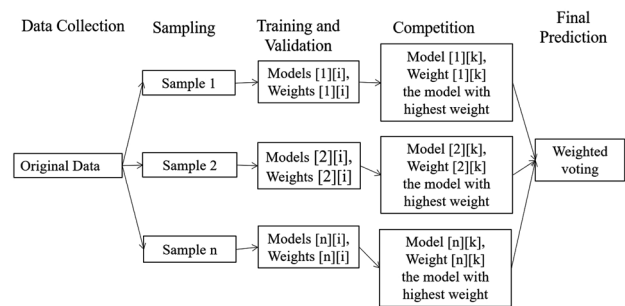 Data Collection
Sampling
Training and
Validation
Competition
Final
Prediction
Original Data
Sample 1
Models [1][i],
Weights [1][i]
Model [1][k],
Weight [1][k]
the model with
highest weight
Sample 2
Models [2][i],
Weights [2][i]
Model [2][k],
Weight [2][k]
the model with
highest weight
Sample n
Models [n][i],
Weights [n][i]
Model [n][k],
Weight [n][k]
the model with
highest weight
Weighted
voting